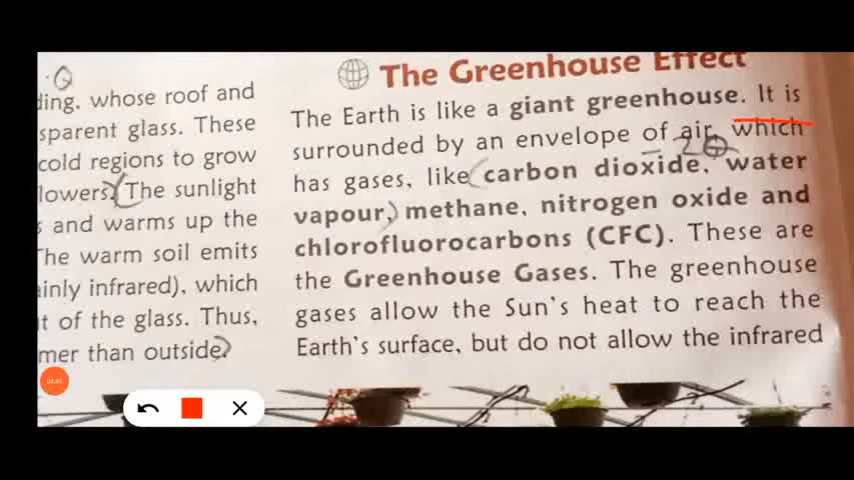 ding, whose roof and
sparent glass. These
cold regions to grow
lowers. The sunlight
s and warms up the
The warm soil emits
ainly infrared), which
t of the glass. Thus,
mer than outside.
The Greenhouse Effect
The Earth is like a giant greenhouse. It is
surrounded by an envelope of air, which
has gases, like carbon dioxide, water
vapour, methane, nitrogen oxide and
chlorofluorocarbons (CFC). These are
the Greenhouse Gases. The greenhouse
gases allow the Sun's heat to reach the
Earth's surface, but do not allow the infrared